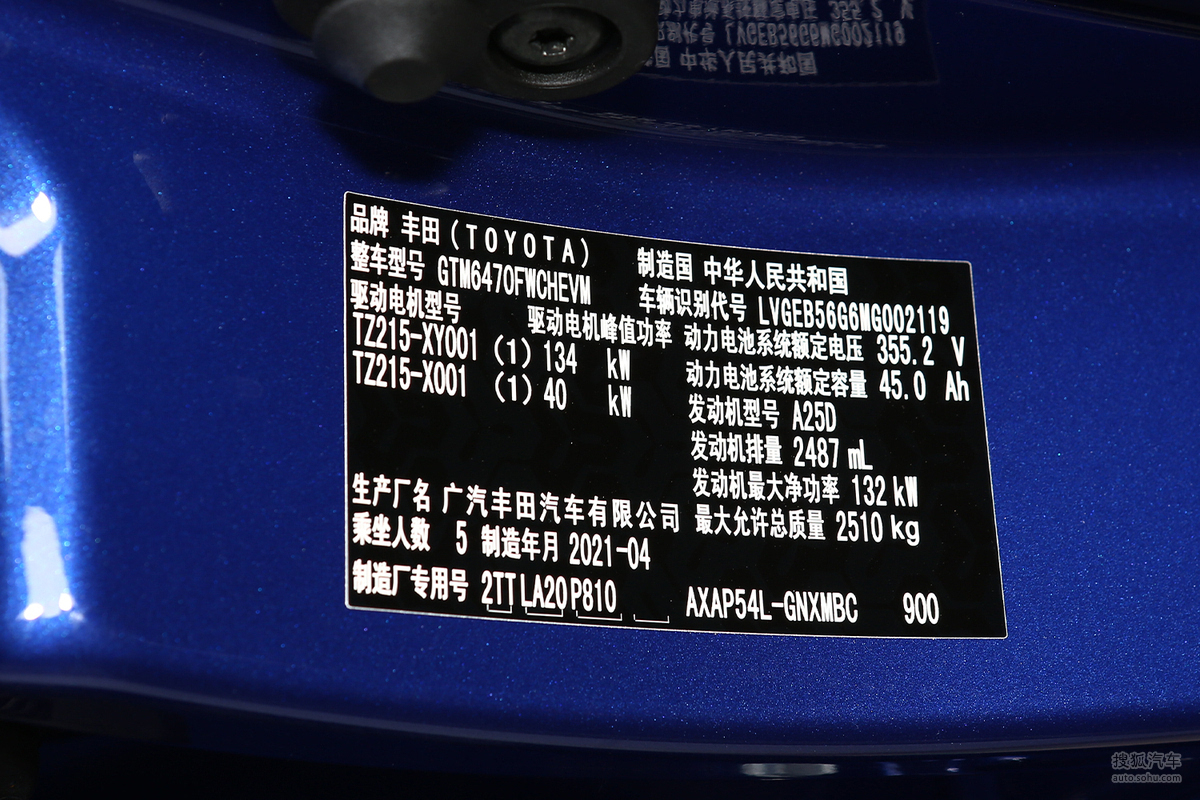 品牌 丰田(TOYOTA) 制造国 中华人民共和国
整车型号 GTM6470FWCHEVM 车辆识别代号 LVGEB56G6MG002119
驱动电机型号 驱动电机峰值功率 动力电池系统额定电压 355.2 V
TZ215-XY001 (1) 134 kW 动力电池系统额定容量 45.0 Ah
TZ215-X001 (1) 40 kW 发动机型号 A25D
发动机排量 2487 mL
发动机最大净功率 132 kW
生产厂名 广汽丰田汽车有限公司 最大允许总质量 2510 kg
乘坐人数 5 制造年月 2021-04
制造厂专用号 2TTLA20P810 AXAP54L-GNXMBC 900
搜狐汽车
auto.sohu.com